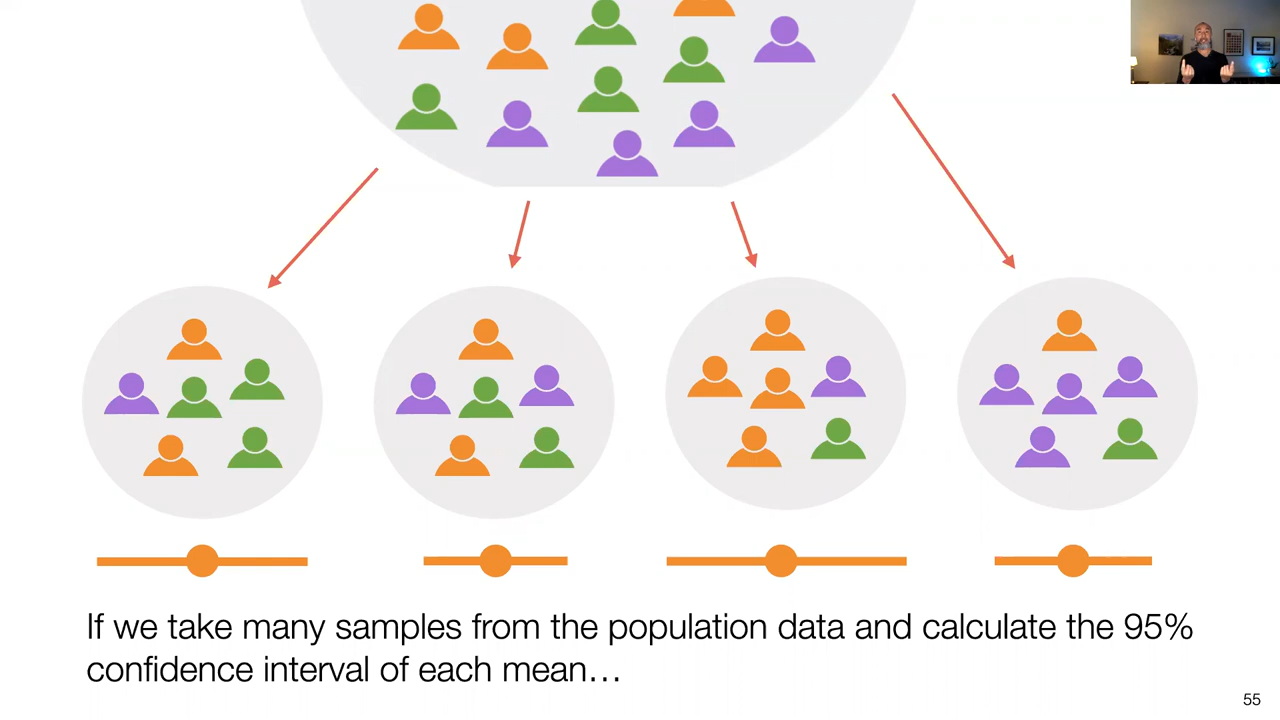 If we take many samples from the population data and calculate the 95%
confidence interval of each mean…
55